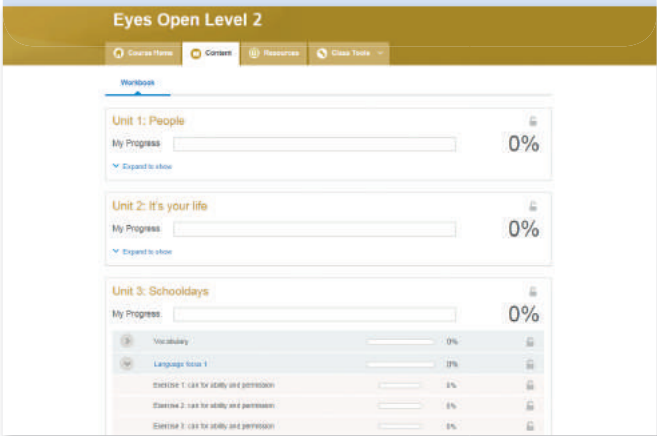 Eyes Open Level 2
Course Home Content Resources Class Tools
Workbook
Unit 1: People
My Progress 0%
Expand to show
Unit 2: It's your life
My Progress 0%
Expand to show
Unit 3: Schooldays
My Progress 0%
Vocabulary 0%
Language focus 1 0%
Exercise 1: can for ability and permission 0%
Exercise 2: can for ability and permission 0%
Exercise 3: can for ability and permission 0%